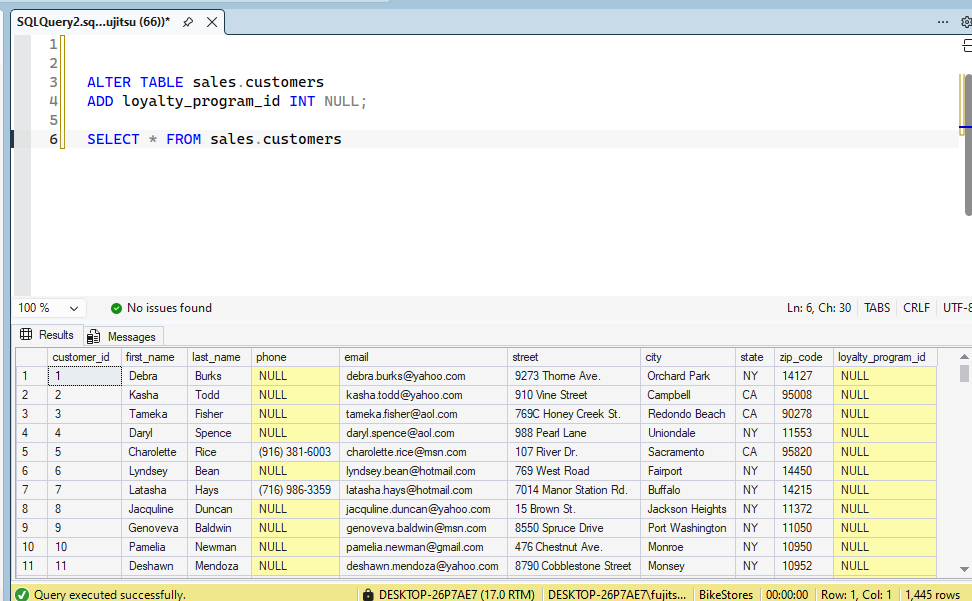 SQLQuery2.sq...ujitsu (66))*
1
2
3 ALTER TABLE sales.customers
4 ADD loyalty_program_id INT NULL;
5
6 SELECT * FROM sales.customers
100 % No issues found Ln: 6, Ch: 30 TABS CRLF UTF-8
Results Messages
customer_id first_name last_name phone email street city state zip_code loyalty_program_id
1 1 Debra Burks NULL debra.burks@yahoo.com 9273 Thorne Ave. Orchard Park NY 14127 NULL
2 2 Kasha Todd NULL kasha.todd@yahoo.com 910 Vine Street Campbell CA 95008 NULL
3 3 Tameka Fisher NULL tameka.fisher@aol.com 769C Honey Creek St. Redondo Beach CA 90278 NULL
4 4 Daryl Spence NULL daryl.spence@aol.com 988 Pearl Lane Uniondale NY 11553 NULL
5 5 Charolette Rice (916) 381-6003 charolette.rice@msn.com 107 River Dr. Sacramento CA 95820 NULL
6 6 Lyndsey Bean NULL lyndsey.bean@hotmail.com 769 West Road Fairport NY 14450 NULL
7 7 Latasha Hays (716) 986-3359 latasha.hays@hotmail.com 7014 Manor Station Rd. Buffalo NY 14215 NULL
8 8 Jacquline Duncan NULL jacquline.duncan@yahoo.com 15 Brown St. Jackson Heights NY 11372 NULL
9 9 Genoveva Baldwin NULL genoveva.baldwin@msn.com 8550 Spruce Drive Port Washington NY 11050 NULL
10 10 Pamelia Newman NULL pamelia.newman@gmail.com 476 Chestnut Ave. Monroe NY 10950 NULL
11 11 Deshawn Mendoza NULL deshawn.mendoza@yahoo.com 8790 Cobblestone Street Monsey NY 10952 NULL
Query executed successfully. DESKTOP-26P7AE7 (17.0 RTM) DESKTOP-26P7AE7\fujits... BikeStores 00:00:00 Row: 1, Col: 1 1,445 rows